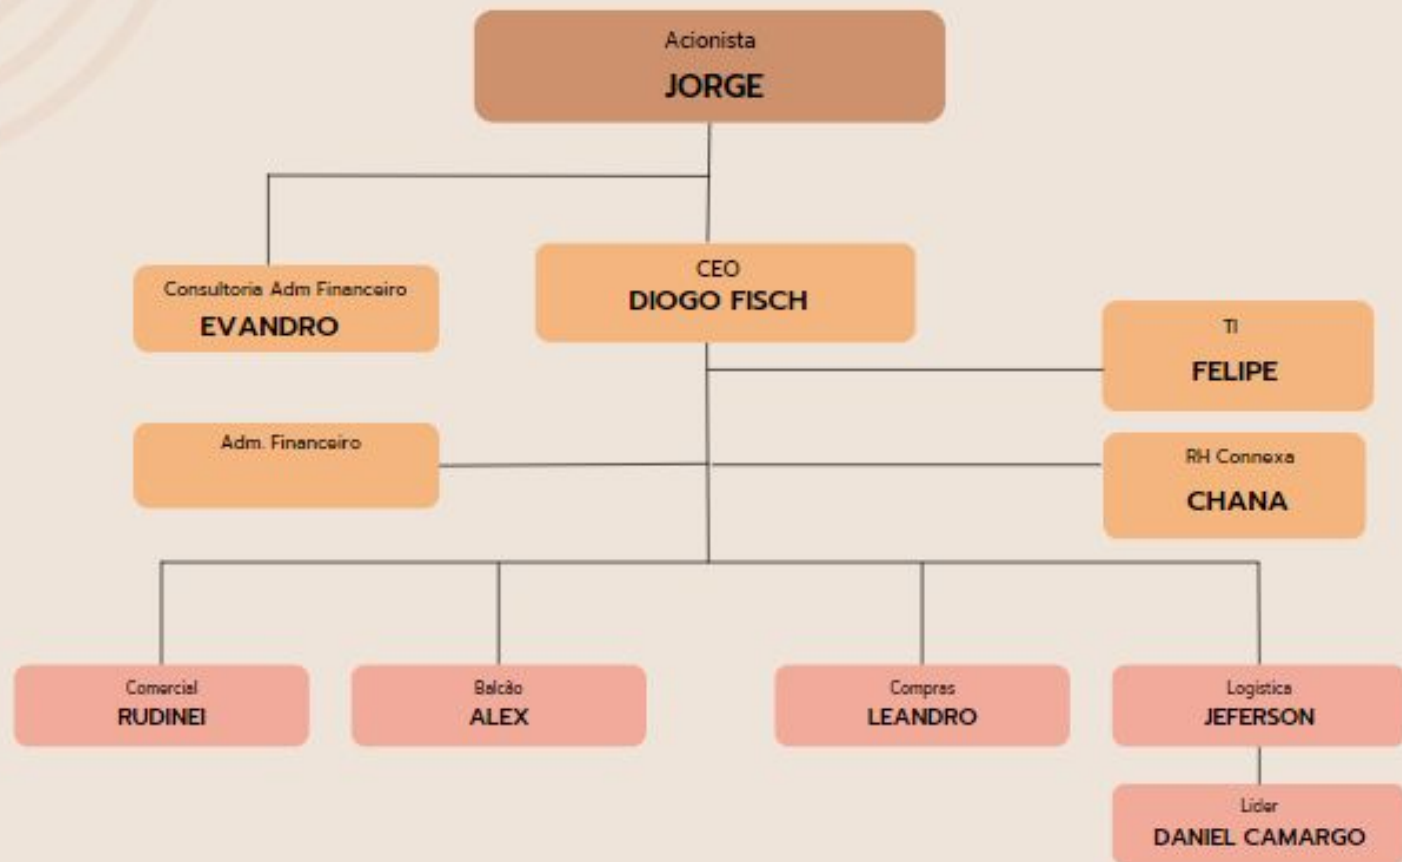 Acionista
JORGE
Consultoria Adm Financeiro
EVANDRO
CEO
DIOGO FISCH
TI
FELIPE
Adm. Financeiro
RH Connexa
CHANA
Comercial
RUDINEI
Balcão
ALEX
Compras
LEANDRO
Logistica
JEFERSON
Lider
DANIEL CAMARGO